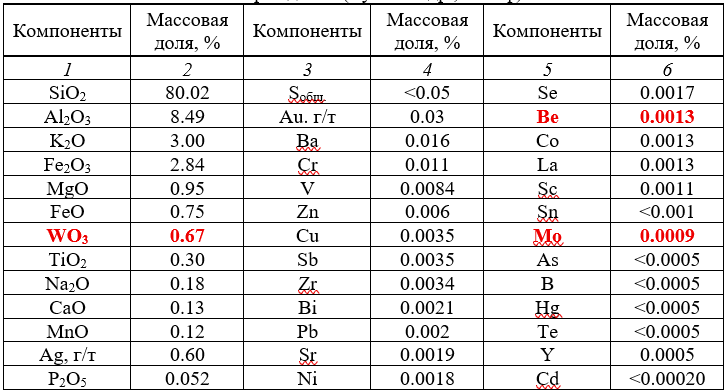 Компоненты Массовая доля, % Компоненты Массовая доля, % Компоненты Массовая доля, %
1 2 3 4 5 6
SiO₂ 80.02 Sобщ <0.05 Se 0.0017
Al₂O₃ 8.49 Au. г/т 0.03 Be 0.0013
K₂O 3.00 Ba 0.016 Co 0.0013
Fe₂O₃ 2.84 Cr 0.011 La 0.0013
MgO 0.95 V 0.0084 Sc 0.0011
FeO 0.75 Zn 0.006 Sn <0.001
WO₃ 0.67 Cu 0.0035 Mo 0.0009
TiO₂ 0.30 Sb 0.0035 As <0.0005
Na₂O 0.18 Zr 0.0034 B <0.0005
CaO 0.13 Bi 0.0021 Hg <0.0005
MnO 0.12 Pb 0.002 Te <0.0005
Ag, г/т 0.60 Sr 0.0019 Y 0.0005
P₂O₅ 0.052 Ni 0.0018 Cd <0.00020